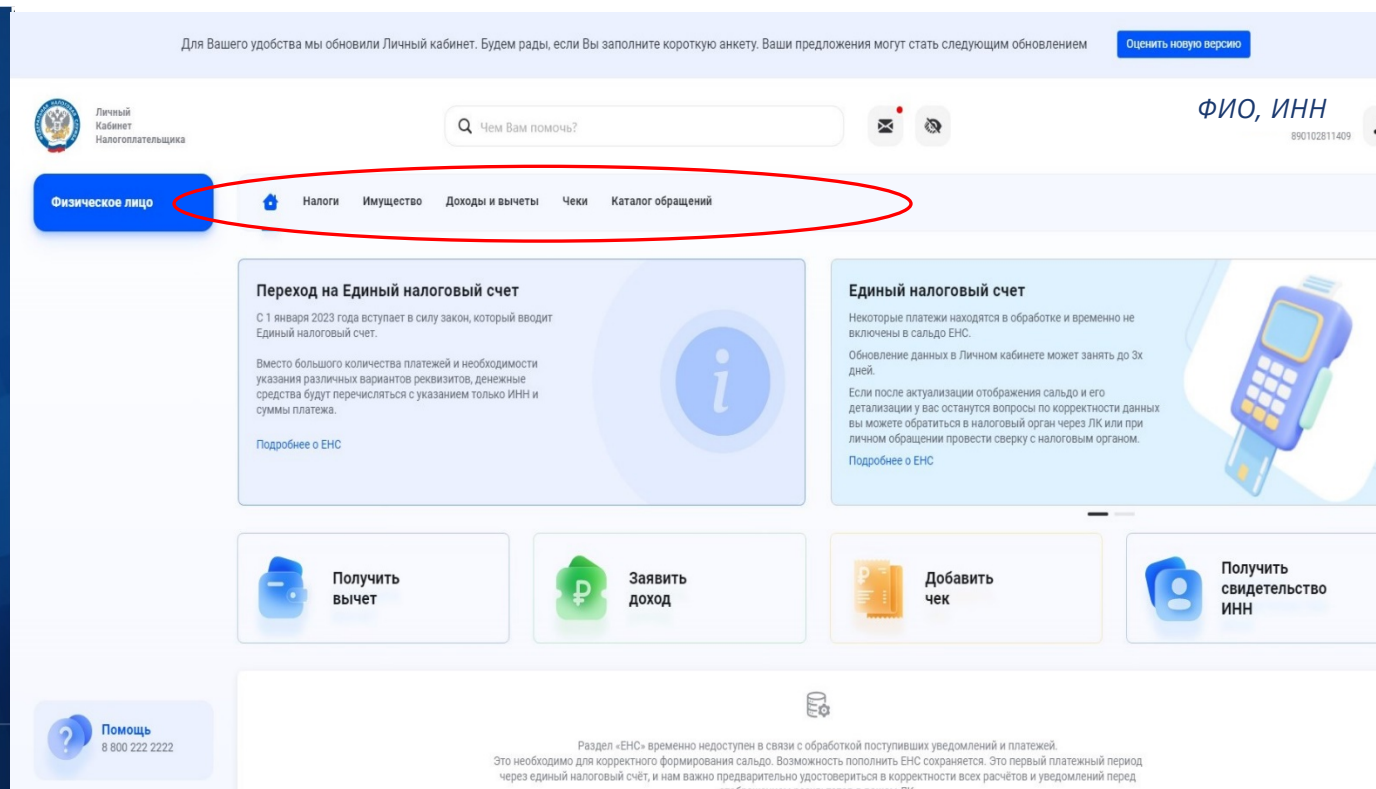 Для Вашего удобства мы обновили Личный кабинет. Будем рады, если Вы заполните короткую анкету. Ваши предложения могут стать следующим обновлением
Оценить новую версию
Личный
Кабинет
Налогоплательщика
Чем Вам помочь?
ФИО, ИНН
890102811409
Физическое лицо
Налоги Имущество Доходы и вычеты Чеки Каталог обращений
Переход на Единый налоговый счет
С 1 января 2023 года вступает в силу закон, который вводит
Единый налоговый счет.
Вместо большого количества платежей и необходимости
указания различных вариантов реквизитов, денежные
средства будут перечисляться с указанием только ИНН и
суммы платежа.
Подробнее о ЕНС
Единый налоговый счет
Некоторые платежи находятся в обработке и временно не
включены в сальдо ЕНС.
Обновление данных в Личном кабинете может занять до 3х
дней.
Если после актуализации отображения сальдо и его
детализации у вас останутся вопросы по корректности данных
вы можете обратиться в налоговый орган через ЛК или при
личном обращении провести сверку с налоговым органом.
Подробнее о ЕНС
Получить
вычет
Заявить
доход
Добавить
чек
Получить
свидетельство
ИНН
Помощь
8 800 222 2222
Раздел «ЕНС» временно недоступен в связи с обработкой поступивших уведомлений и платежей.
Это необходимо для корректного формирования сальдо. Возможность пополнить ЕНС сохраняется. Это первый платежный период
через единый налоговый счёт, и нам важно предварительно удостовериться в корректности всех расчётов и уведомлений перед